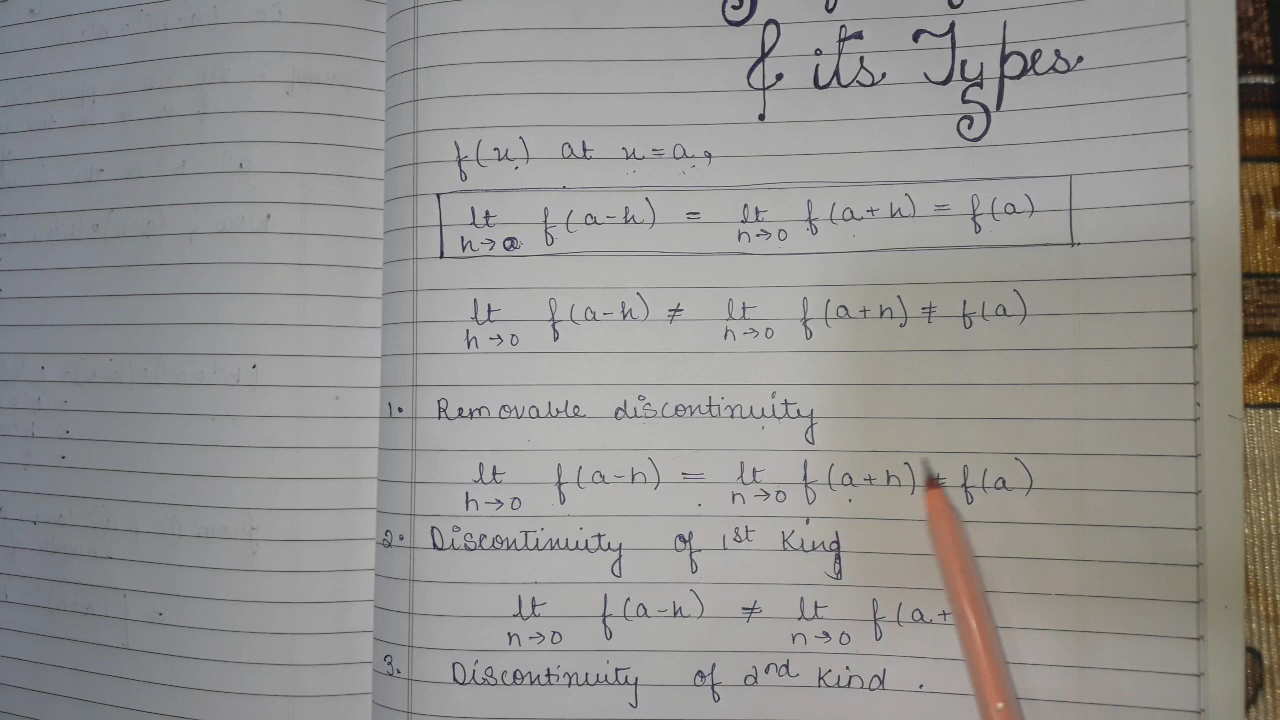 & its Types
f(x) at x=a,
lt h→0 f(a-h) = lt h→0 f(a+h) = f(a)
lt h→0 f(a-h) ≠ lt h→0 f(a+h) ≠ f(a)
1. Removable discontinuity
lt h→0 f(a-h) = lt h→0 f(a+h) ≠ f(a)
2. Discontinuity of 1st King
lt h→0 f(a-h) ≠ lt h→0 f(a+
3. Discontinuity of 2nd kind.